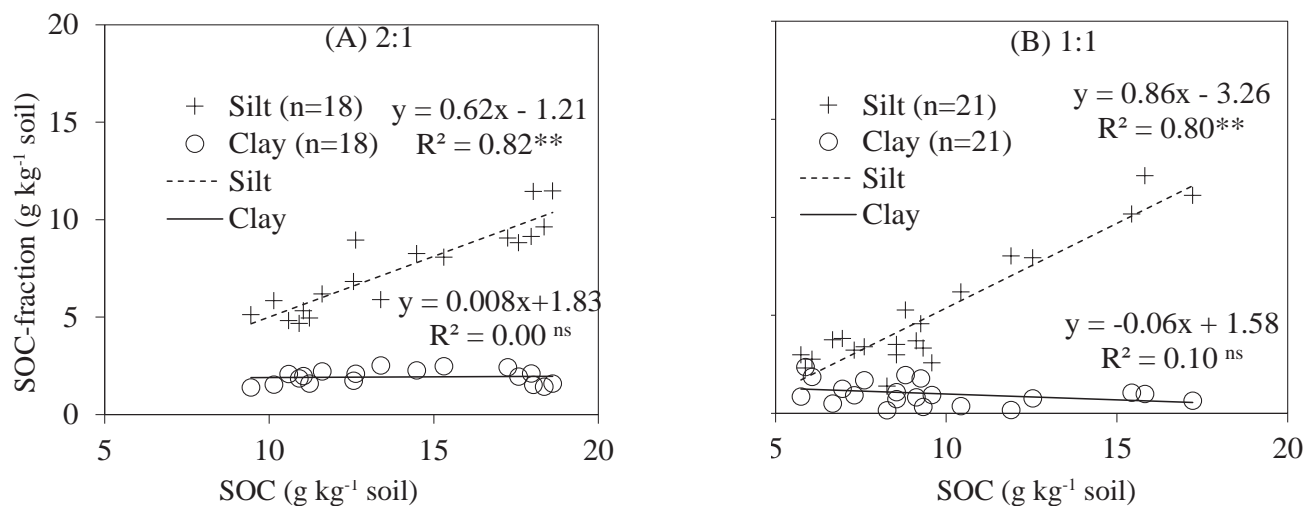 (A) 2:1
Silt (n=18)
Clay (n=18)
Silt
Clay
y = 0.62x - 1.21
R² = 0.82**
y = 0.008x+1.83
R² = 0.00 ns
20
15
10
5
0
5
10
15
20
SOC-fraction (g kg⁻¹ soil)
SOC (g kg⁻¹ soil)
(B) 1:1
Silt (n=21)
Clay (n=21)
Silt
Clay
y = 0.86x - 3.26
R² = 0.80**
y = -0.06x + 1.58
R² = 0.10 ns
5
10
15
20
SOC (g kg⁻¹ soil)